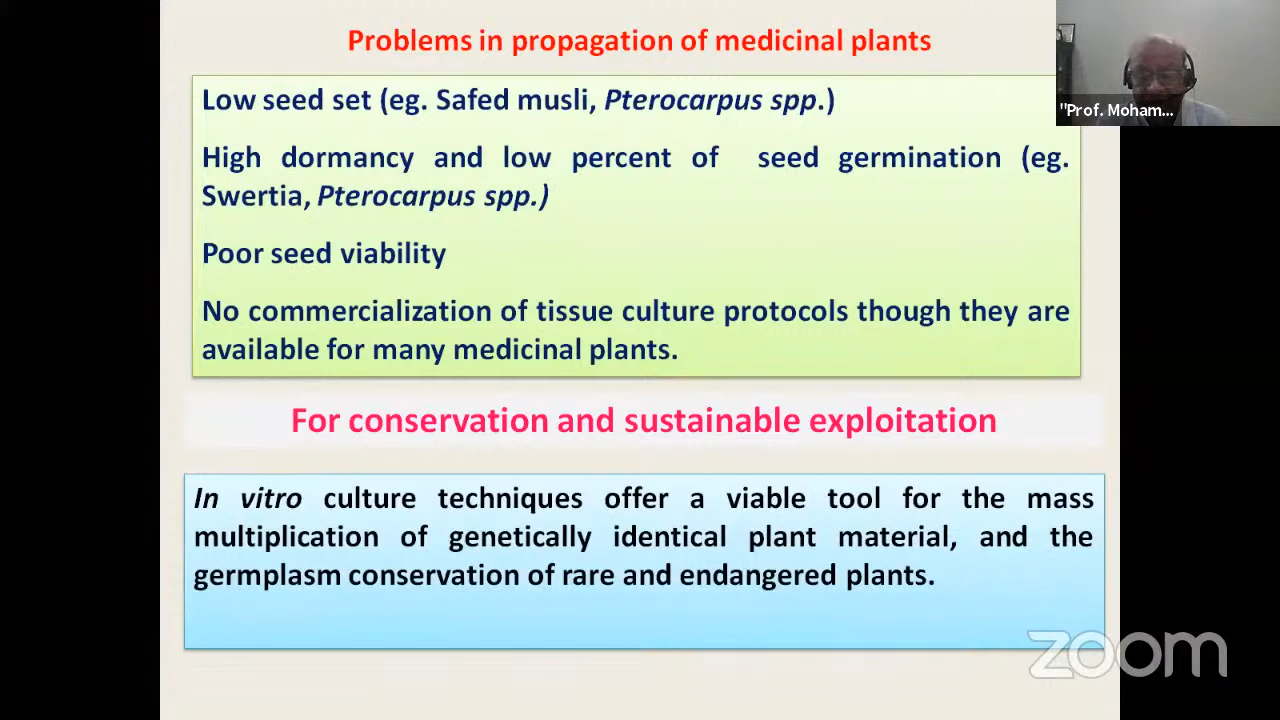 Problems in propagation of medicinal plants
"Prof. Moham...
Low seed set (eg. Safed musli, Pterocarpus spp.)
High dormancy and low percent of seed germination (eg.
Swertia, Pterocarpus spp.)
Poor seed viability
No commercialization of tissue culture protocols though they are
available for many medicinal plants.
For conservation and sustainable exploitation
In vitro culture techniques offer a viable tool for the mass
multiplication of genetically identical plant material, and the
germplasm conservation of rare and endangered plants.
zoom